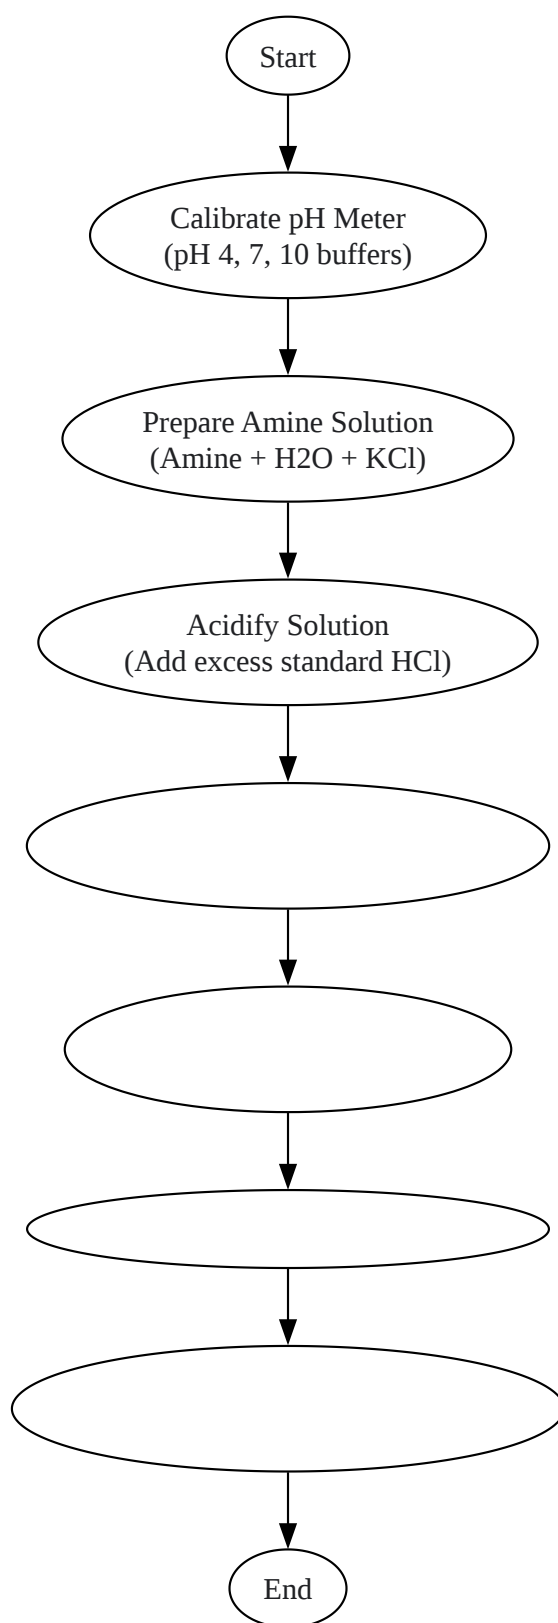 Start
Calibrate pH Meter
(pH 4, 7, 10 buffers)
Prepare Amine Solution
(Amine + H2O + KCl)
Acidify Solution
(Add excess standard HCl)
End